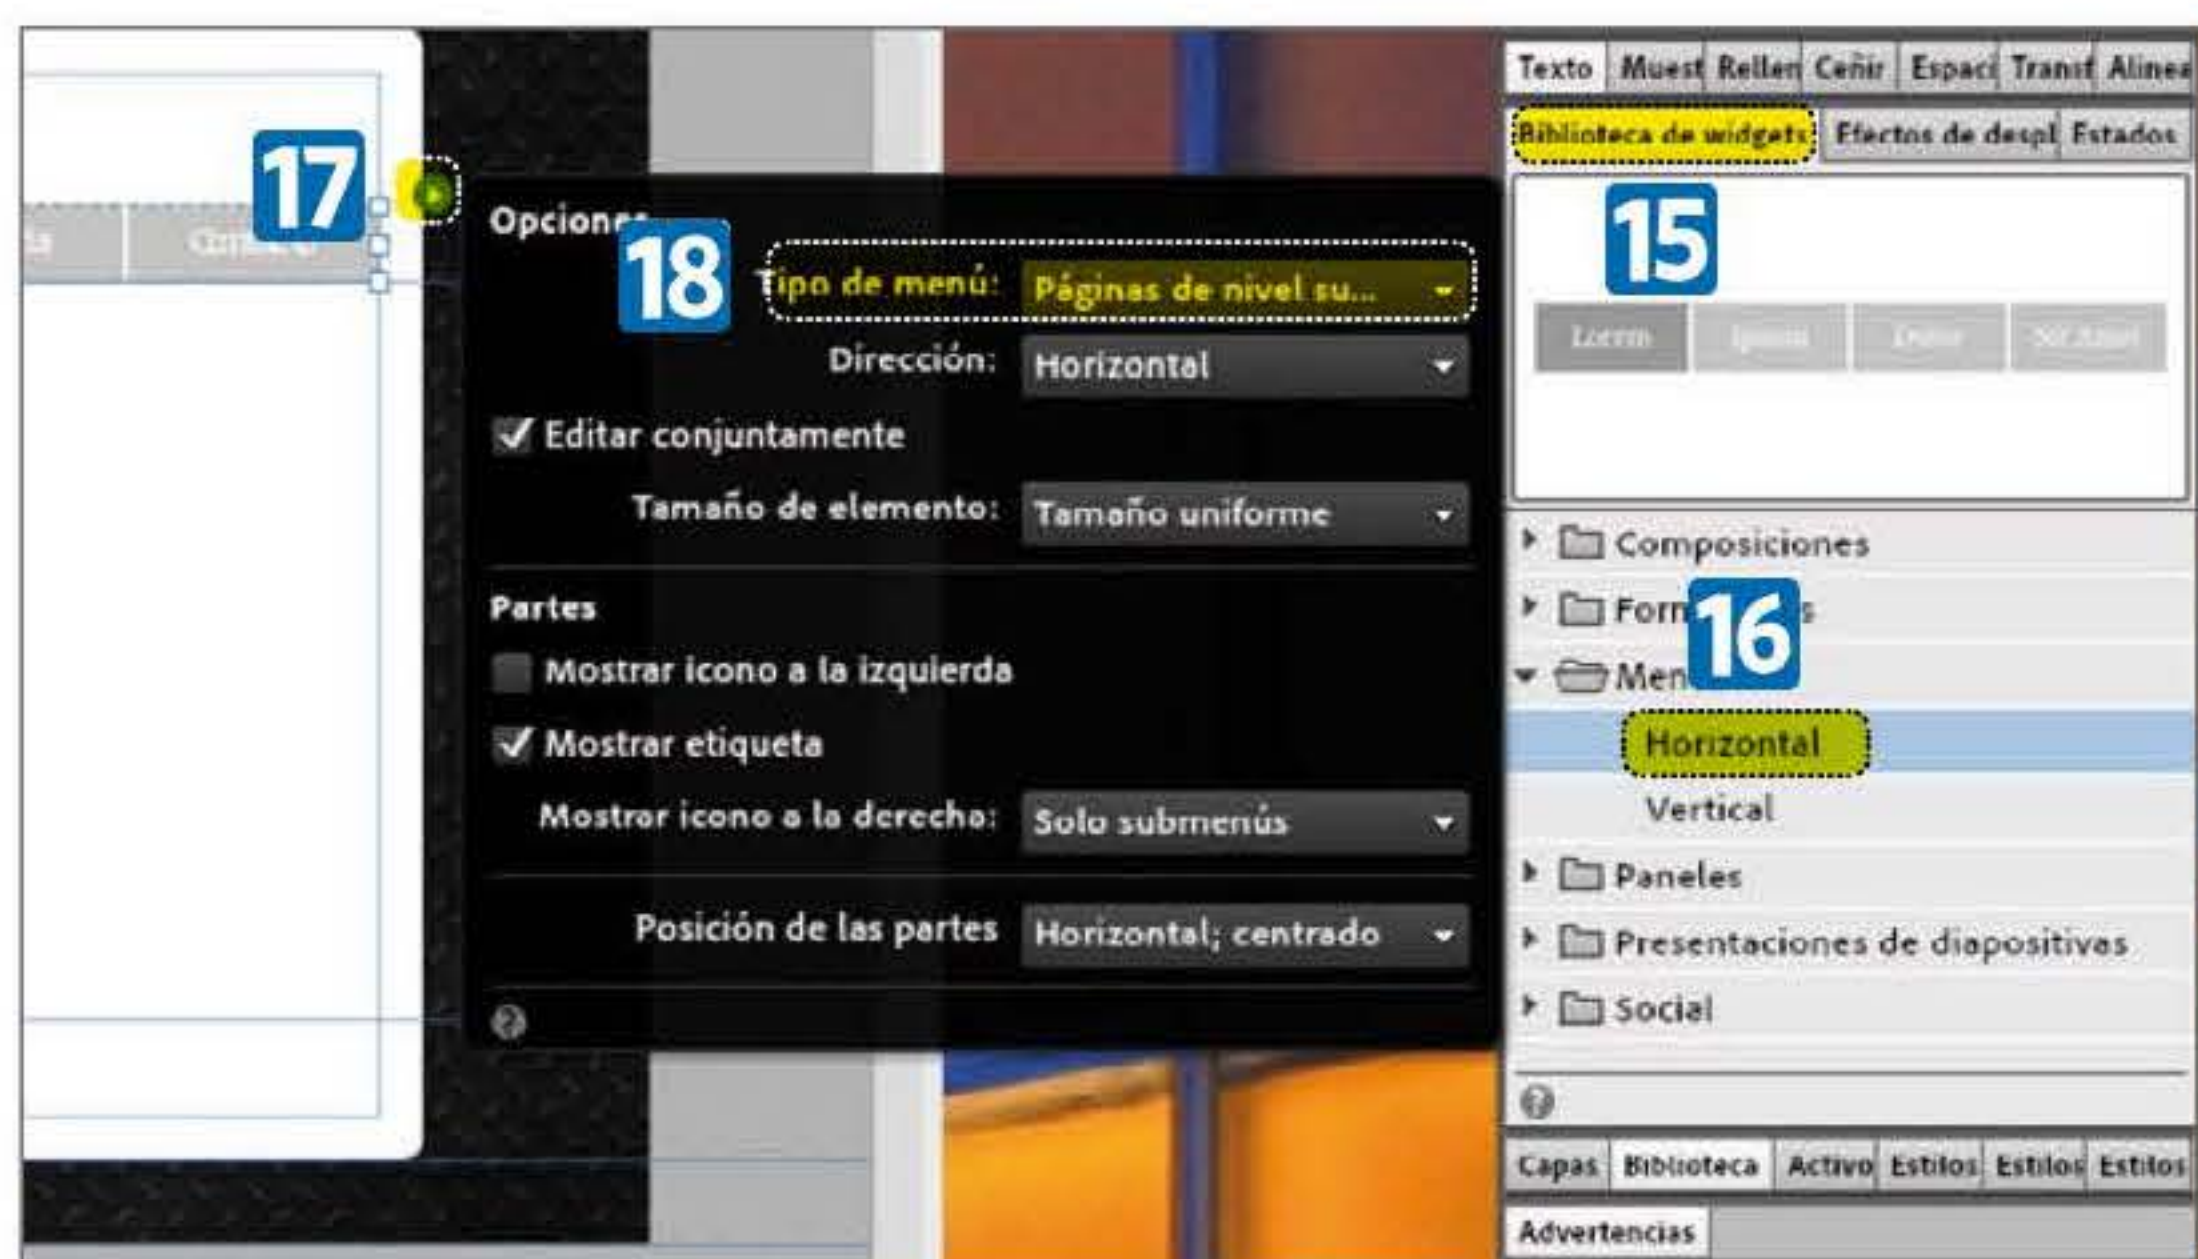 Texto Muest Rellen Ceñir Espaci Transf Alinea
Biblioteca de widgets Efectos de despl Estados
17
15
Opciones
18
Tipo de menú: Páginas de nivel su...
Lorem
Dirección: Horizontal
Editar conjuntamente
Tamaño de elemento: Tamaño uniforme
Composiciones
Partes
16
Mostrar icono a la izquierda
Men
Mostrar etiqueta
Horizontal
Mostrar icono a la derecha: Solo submenús
Vertical
Paneles
Posición de las partes Horizontal; centrado
Presentaciones de diapositivas
Social
Capas Biblioteca Activo Estilos Estilos Estilos
Advertencias